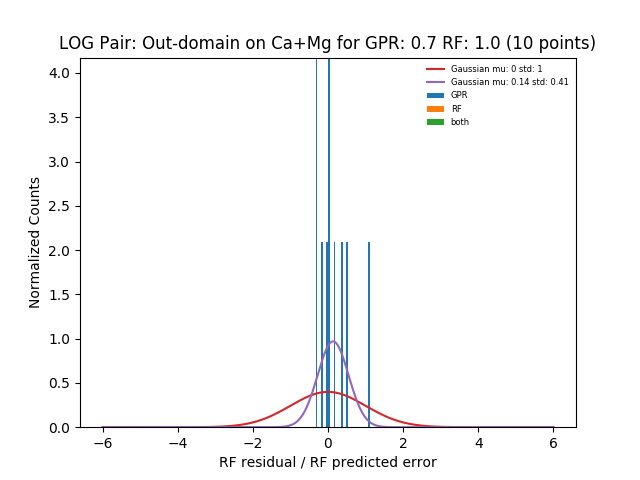 LOG Pair: Out-domain on Ca+Mg for GPR: 0.7 RF: 1.0 (10 points)
Gaussian mu: 0 std: 1
Gaussian mu: 0.14 std: 0.41
GPR
RF
both
Normalized Counts
4.0
3.5
3.0
2.5
2.0
1.5
1.0
0.5
0.0
−6 −4 −2 0 2 4 6
RF residual / RF predicted error